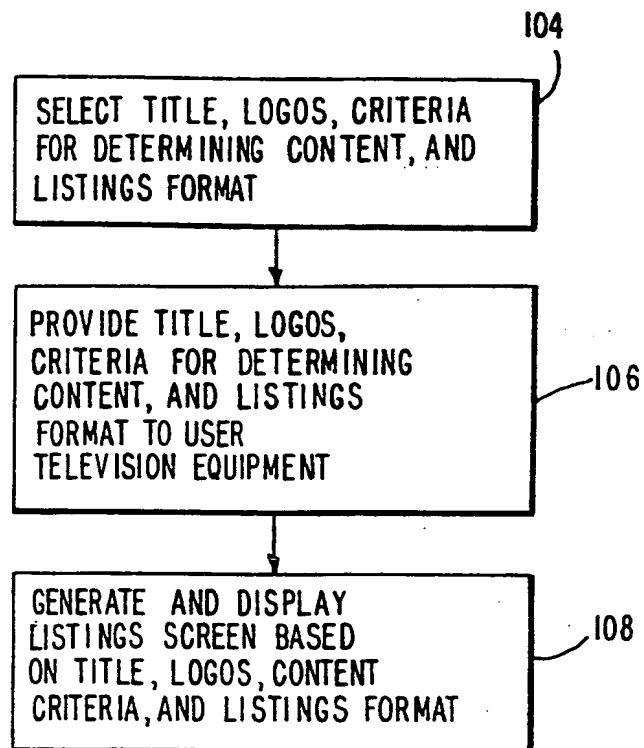 104
SELECT TITLE, LOGOS, CRITERIA
FOR DETERMINING CONTENT, AND
LISTINGS FORMAT
PROVIDE TITLE, LOGOS,
CRITERIA FOR DETERMINING
CONTENT, AND LISTINGS
FORMAT TO USER
TELEVISION EQUIPMENT
106
GENERATE AND DISPLAY
LISTINGS SCREEN BASED
ON TITLE, LOGOS, CONTENT
CRITERIA, AND LISTINGS FORMAT
108